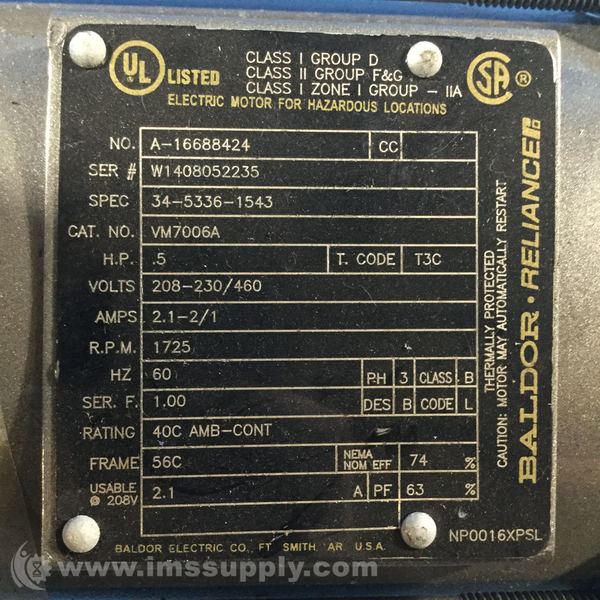 UL LISTED
CLASS I GROUP D
CLASS II GROUP F&G
CLASS I ZONE I GROUP - IIA
SA ®
ELECTRIC MOTOR FOR HAZARDOUS LOCATIONS
NO. A-16688424 CC
SER # W1408052235
SPEC 34-5336-1543
CAT. NO. VM7006A
H.P. .5 T. CODE T3C
VOLTS 208-230/460
AMPS 2.1-2/1
R.P.M. 1725
HZ 60 PH 3 CLASS B
SER. F. 1.00 DES B CODE L
RATING 40C AMB-CONT
FRAME 56C NEMA NOM EFF 74 %
USABLE @ 208V 2.1 A PF 63 %
THERMALLY PROTECTED
CAUTION: MOTOR MAY AUTOMATICALLY RESTART
BALDOR · RELIANCER
NP0016XPSL
BALDOR ELECTRIC CO., FT. SMITH, AR. U.S.A.
www.imssupply.com